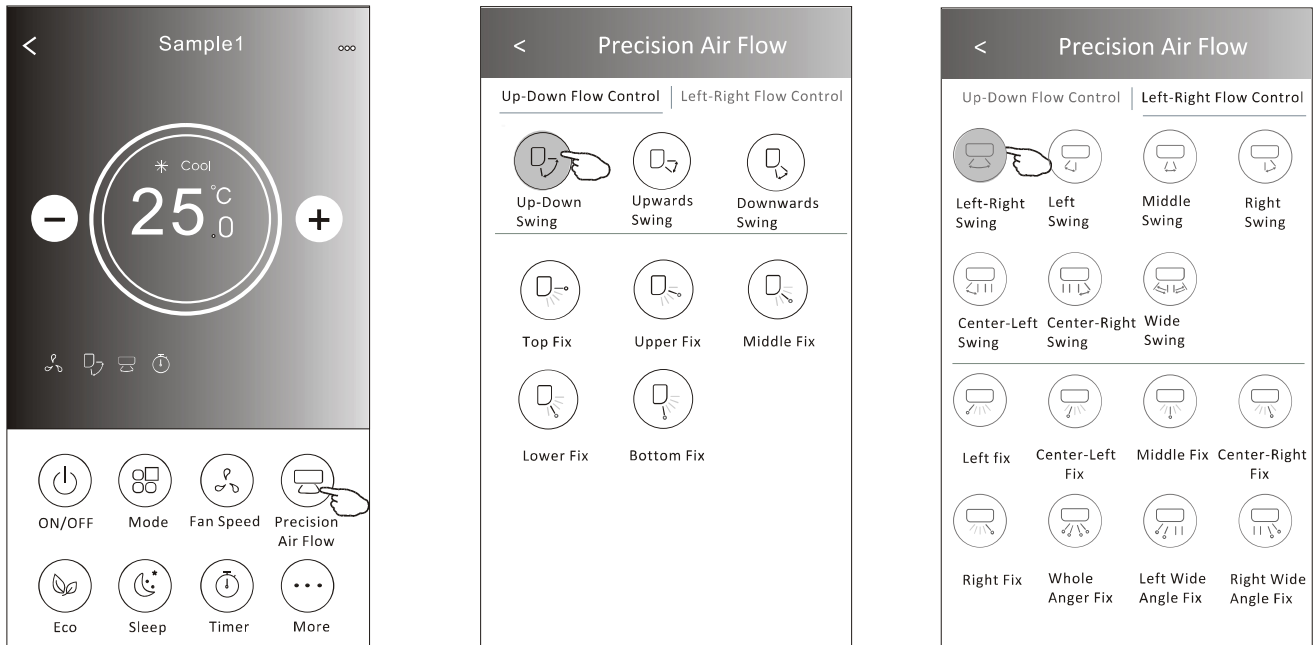 < Sample1 ooo
Cool
25.0 °C
− +
ON/OFF Mode Fan Speed Precision
Air Flow
Eco Sleep Timer More
< Precision Air Flow
Up-Down Flow Control | Left-Right Flow Control
Up-Down Upwards Downwards
Swing Swing Swing
Top Fix Upper Fix Middle Fix
Lower Fix Bottom Fix
< Precision Air Flow
Up-Down Flow Control | Left-Right Flow Control
Left-Right Left Middle Right
Swing Swing Swing Swing
Center-Left Center-Right Wide
Swing Swing Swing
Left fix Center-Left Middle Fix Center-Right
Fix Fix
Right Fix Whole Left Wide Right Wide
Anger Fix Angle Fix Angle Fix